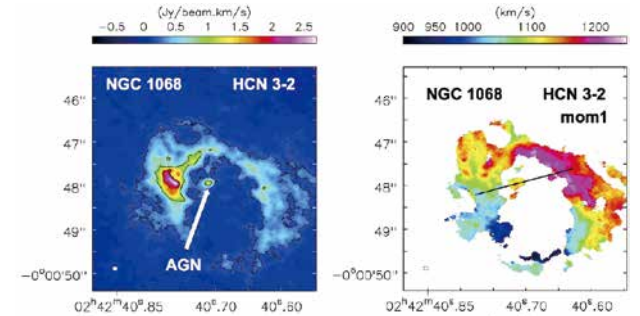 (Jy/beam.km/s)
−0.5 0 0.5 1 1.5 2 2.5
NGC 1068 HCN 3-2
46"
47"
48"
49"
−0°00'50"
AGN
02ʰ42ᵐ40ˢ.85 40ˢ.70 40ˢ.60
(km/s)
900 950 1000 1100 1200
NGC 1068 HCN 3-2
mom1
46"
47"
48"
49"
−0°00'50"
02ʰ42ᵐ40ˢ.85 40ˢ.70 40ˢ.60